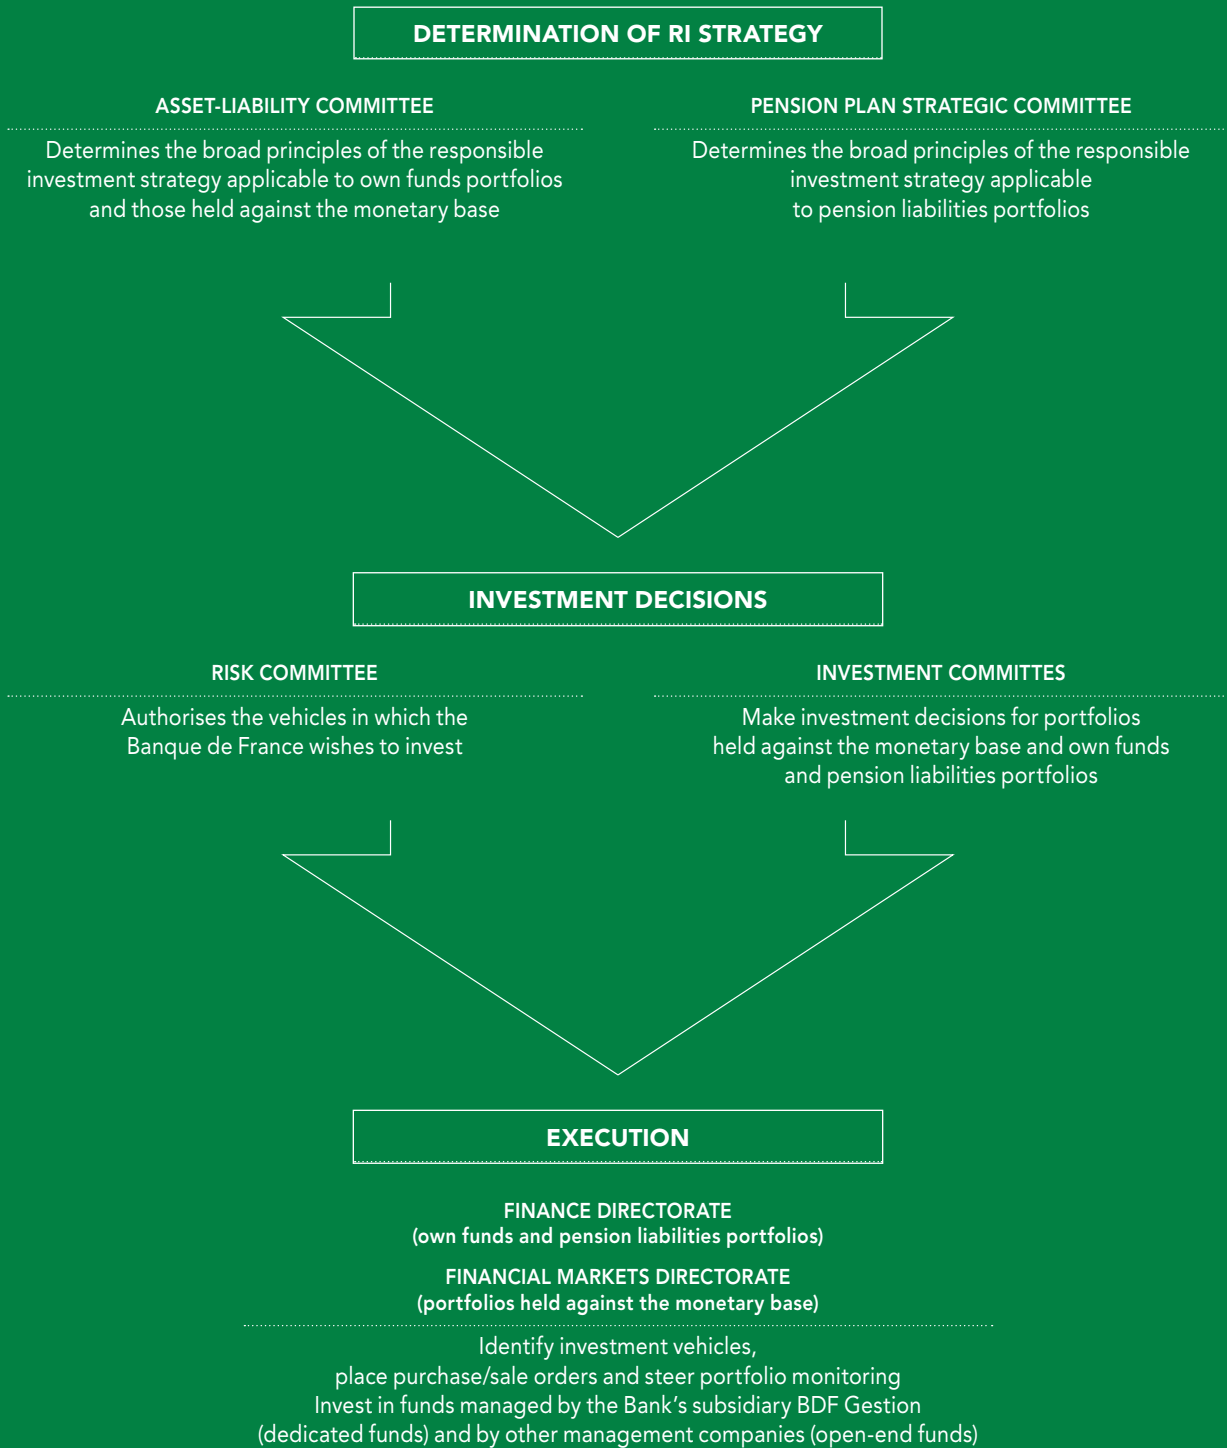 DETERMINATION OF RI STRATEGY
ASSET-LIABILITY COMMITTEE
Determines the broad principles of the responsible
investment strategy applicable to own funds portfolios
and those held against the monetary base
PENSION PLAN STRATEGIC COMMITTEE
Determines the broad principles of the responsible
investment strategy applicable
to pension liabilities portfolios
INVESTMENT DECISIONS
RISK COMMITTEE
Authorises the vehicles in which the
Banque de France wishes to invest
INVESTMENT COMMITTES
Make investment decisions for portfolios
held against the monetary base and own funds
and pension liabilities portfolios
EXECUTION
FINANCE DIRECTORATE
(own funds and pension liabilities portfolios)
FINANCIAL MARKETS DIRECTORATE
(portfolios held against the monetary base)
Identify investment vehicles,
place purchase/sale orders and steer portfolio monitoring
Invest in funds managed by the Bank's subsidiary BDF Gestion
(dedicated funds) and by other management companies (open-end funds)